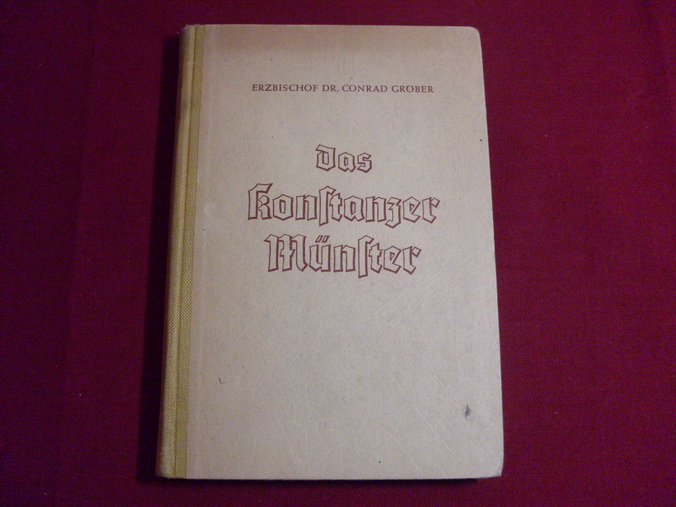 ERZBISCHOF DR. CONRAD GRÖBER
Das
Konſtanzer
Münſter